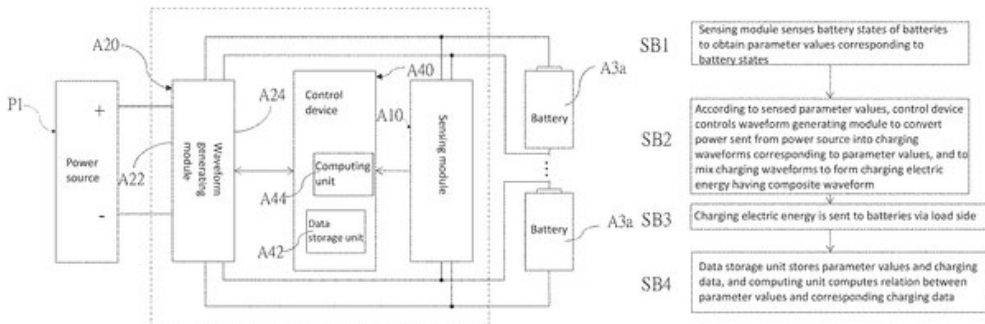 A20
P1
+
Power source
-
A22
Waveform generating module
A24
Control device
A40
Computing unit
A44
Data storage unit
A42
A10
Sensing module
A3a
Battery
Battery
A3a
SB1
Sensing module senses battery states of batteries
to obtain parameter values corresponding to
battery states
SB2
According to sensed parameter values, control device
controls waveform generating module to convert
power sent from power source into charging
waveforms corresponding to parameter values, and to
mix charging waveforms to form charging electric
energy having composite waveform
SB3
Charging electric energy is sent to batteries via load side
SB4
Data storage unit stores parameter values and charging
data, and computing unit computes relation between
parameter values and corresponding charging data